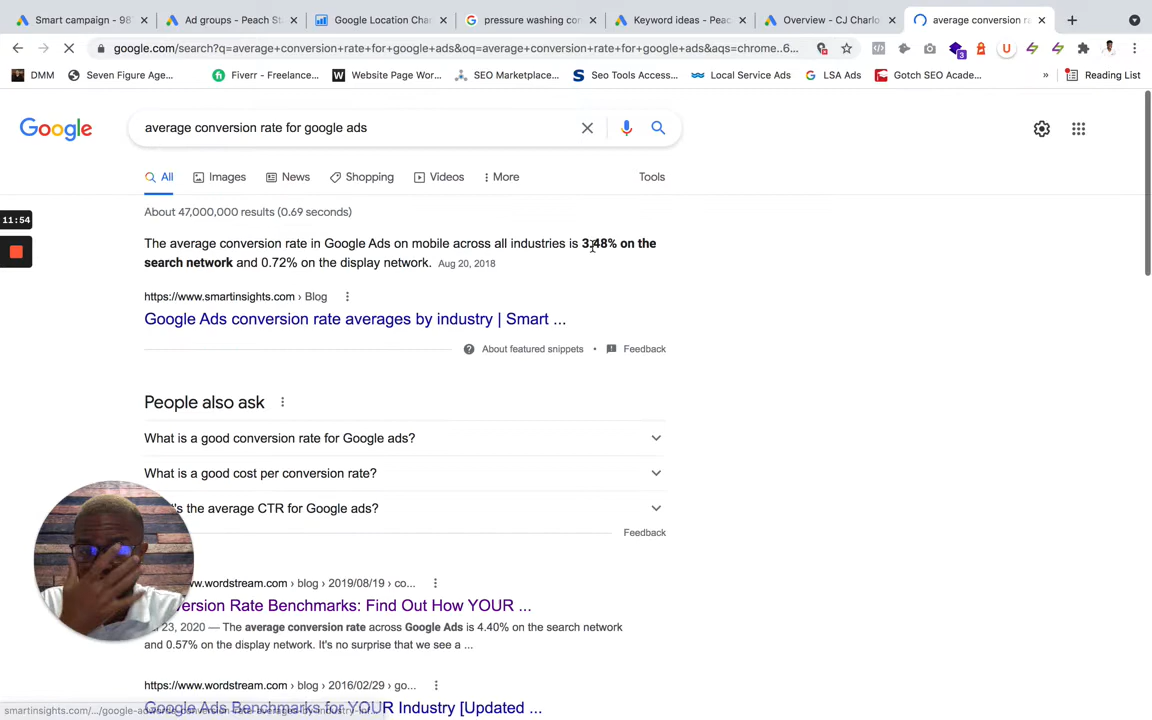 Smart campaign - 98
Ad groups - Peach St
Google Location Char
pressure washing cor
Keyword ideas - Peac
Overview - CJ Charlo
average conversion ra
google.com/search?q=average+conversion+rate+for+google+ads&oq=average+conversion+rate+for+google+ads&aqs=chrome..6...
DMM
Seven Figure Age...
Fiverr - Freelance...
Website Page Wor...
SEO Marketplace...
Seo Tools Access...
Local Service Ads
LSA Ads
Gotch SEO Acade...
»
Reading List
Google
average conversion rate for google ads
All
Images
News
Shopping
Videos
More
Tools
11:54
About 47,000,000 results (0.69 seconds)
The average conversion rate in Google Ads on mobile across all industries is 3.48% on the
search network and 0.72% on the display network. Aug 20, 2018
https://www.smartinsights.com › Blog
Google Ads conversion rate averages by industry | Smart ...
About featured snippets • Feedback
People also ask
What is a good conversion rate for Google ads?
What is a good cost per conversion rate?
's the average CTR for Google ads?
Feedback
ww.wordstream.com › blog › 2019/08/19 › co...
version Rate Benchmarks: Find Out How YOUR ...
23, 2020 — The average conversion rate across Google Ads is 4.40% on the search network
and 0.57% on the display network. It's no surprise that we see a ...
https://www.wordstream.com › blog › 2016/02/29 › go...
Google Ads Benchmarks for YOUR Industry [Updated ...